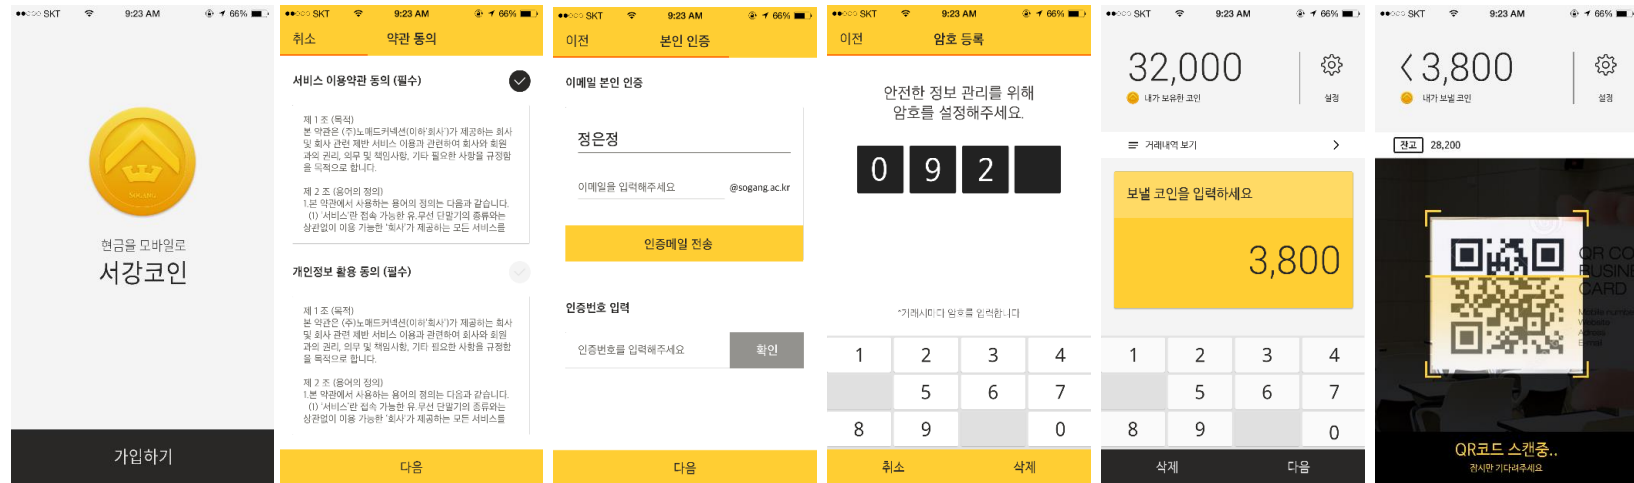 SKT 9:23 AM 66%
SOGANG
현금을 모바일로
서강코인
가입하기
SKT 9:23 AM 66%
취소 약관 동의
서비스 이용약관 동의 (필수)
제 1 조 (목적)
본 약관은 (주)노매드커넥션(이하'회사')가 제공하는 회사
및 회사 관련 제반 서비스 이용과 관련하여 회사와 회원
과의 권리, 의무 및 책임사항, 기타 필요한 사항을 규정함
을 목적으로 합니다.
제 2 조 (용어의 정의)
1.본 약관에서 사용하는 용어의 정의는 다음과 같습니다.
(1) '서비스'란 접속 가능한 유.무선 단말기의 종류와는
상관없이 이용 가능한 '회사'가 제공하는 모든 서비스를
개인정보 활용 동의 (필수)
제 1 조 (목적)
본 약관은 (주)노매드커넥션(이하'회사')가 제공하는 회사
및 회사 관련 제반 서비스 이용과 관련하여 회사와 회원
과의 권리, 의무 및 책임사항, 기타 필요한 사항을 규정함
을 목적으로 합니다.
제 2 조 (용어의 정의)
1.본 약관에서 사용하는 용어의 정의는 다음과 같습니다.
(1) '서비스'란 접속 가능한 유.무선 단말기의 종류와는
상관없이 이용 가능한 '회사'가 제공하는 모든 서비스를
다음
SKT 9:23 AM 66%
이전 본인 인증
이메일 본인 인증
정은정
이메일을 입력해주세요 @sogang.ac.kr
인증메일 전송
인증번호 입력
인증번호를 입력해주세요 확인
다음
SKT 9:23 AM 66%
이전 암호 등록
안전한 정보 관리를 위해
암호를 설정해주세요.
0 9 2
*거래시마다 암호를 입력합니다
1 2 3 4
5 6 7
8 9 0
취소 삭제
SKT 9:23 AM 66%
32,000
내가 보유한 코인 설정
거래내역 보기
보낼 코인을 입력하세요
3,800
1 2 3 4
5 6 7
8 9 0
삭제 다음
SKT 9:23 AM 66%
3,800
내가 보낼 코인 설정
잔고 28,200
QR CO
BUSINE
CARD
Mobile number
Website
Adress
E-mail
QR코드 스캔중..
잠시만 기다려주세요